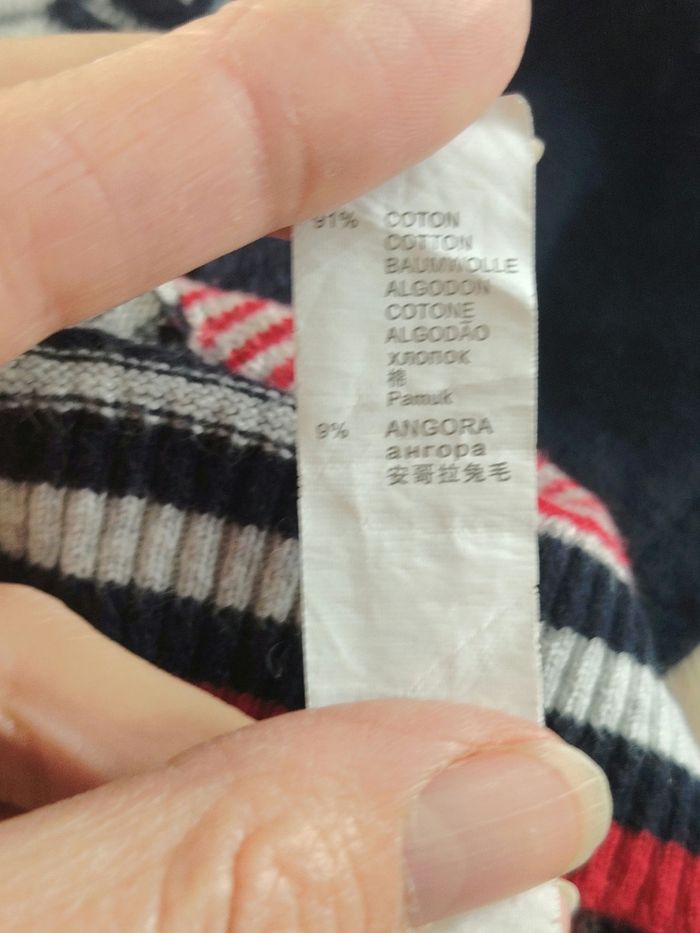 91% COTON
COTTON
BAUMWOLLE
ALGODON
COTONE
ALGODÃO
хлопок
棉
Pamuk
9% ANGORA
ангора
安哥拉兔毛